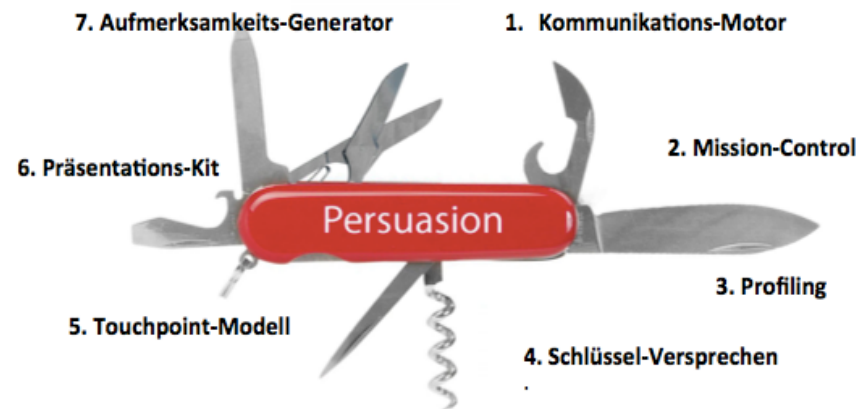 7. Aufmerksamkeits-Generator
1. Kommunikations-Motor
2. Mission-Control
6. Präsentations-Kit
Persuasion
3. Profiling
5. Touchpoint-Modell
4. Schlüssel-Versprechen
.